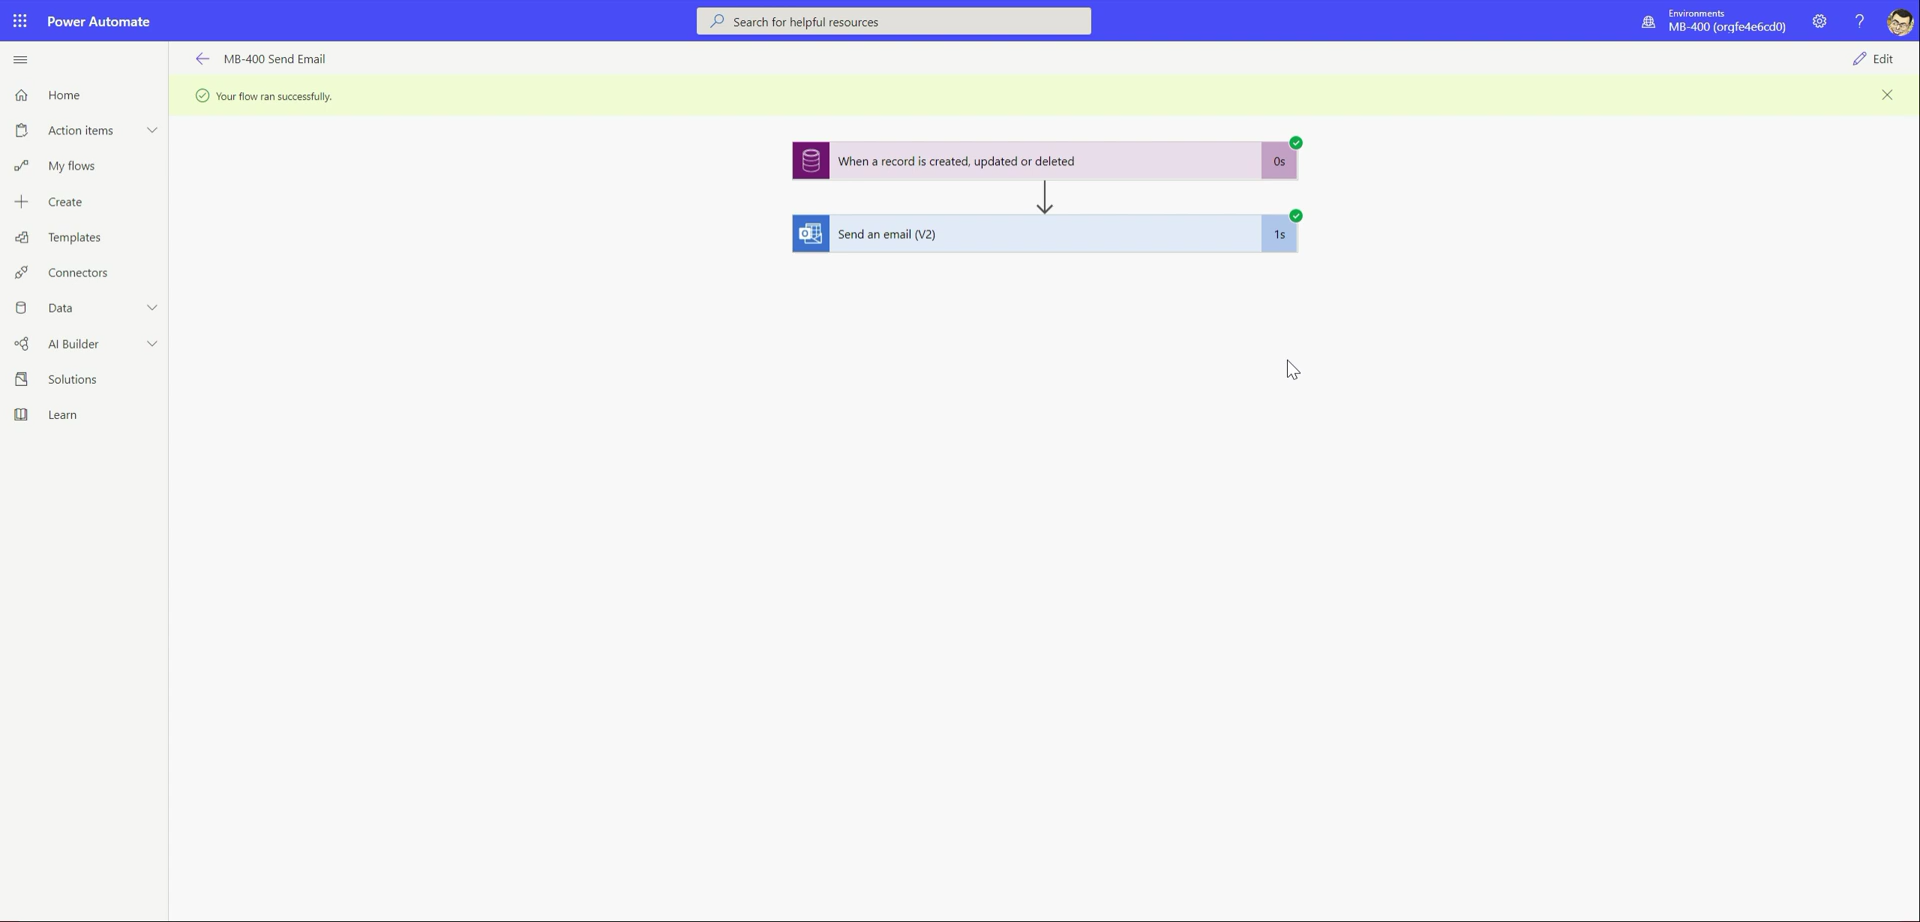 Power Automate
Search for helpful resources
Environments
MB-400 (orgfe4e6cd0)
?
MB-400 Send Email
Edit
Your flow ran successfully.
Home
Action items
My flows
Create
Templates
Connectors
Data
AI Builder
Solutions
Learn
When a record is created, updated or deleted
0s
Send an email (V2)
1s